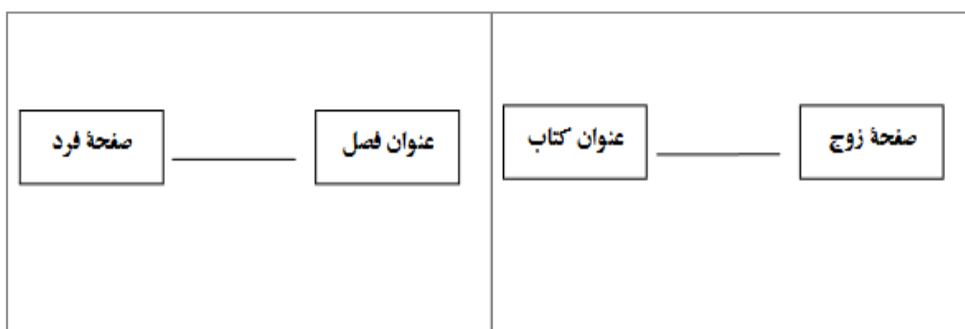 صفحهٔ زوج
عنوان کتاب
عنوان فصل
صفحهٔ فرد